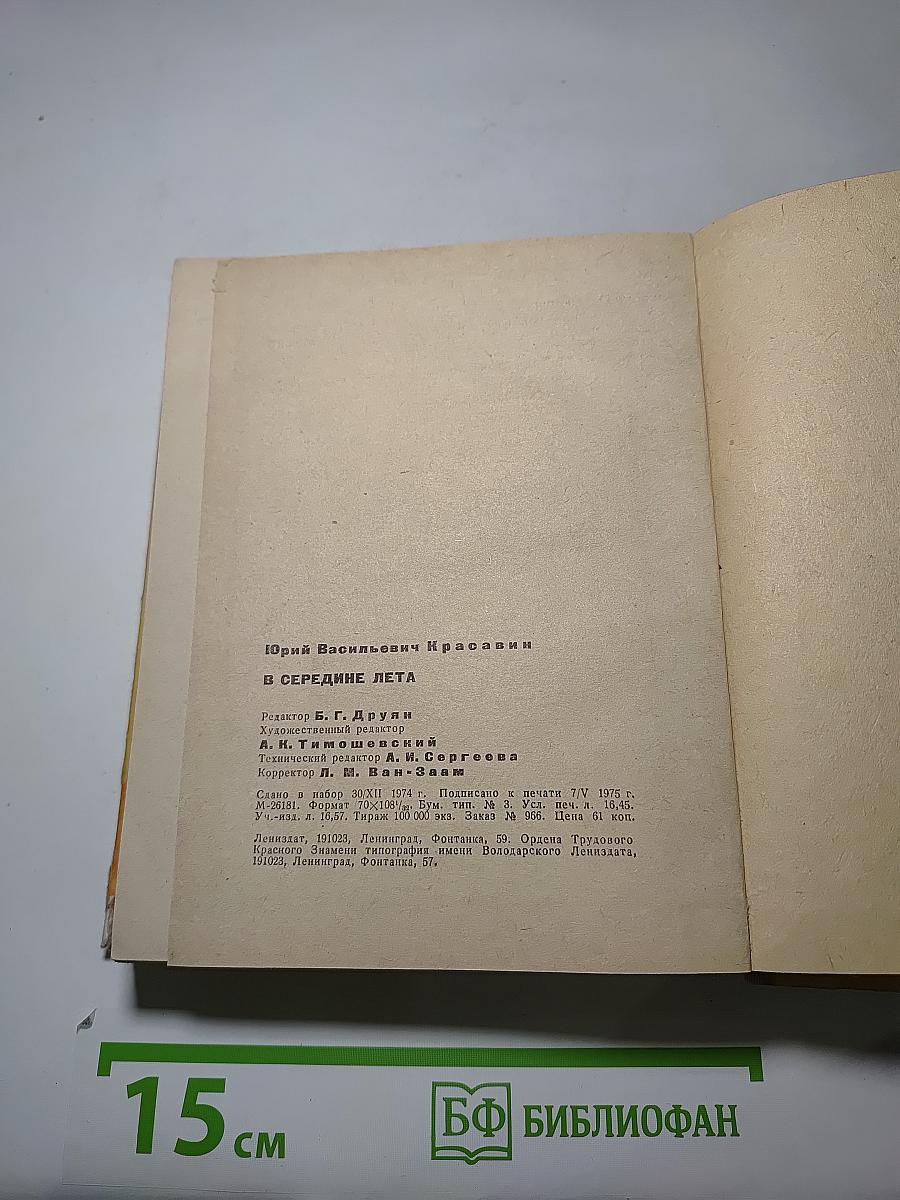 Юрий Васильевич Красавин
В СЕРЕДИНЕ ЛЕТА
Редактор Б. Г. Друян
Художественный редактор
А. К. Тимошевский
Технический редактор А. И. Сергеева
Корректор Л. М. Ван-Заам
Сдано в набор 30/XII 1974 г. Подписано к печати 7/V 1975 г.
М-26181. Формат 70×108¹/₃₂. Бум. тип. № 3. Усл. печ. л. 16,45.
Уч.-изд. л. 16,57. Тираж 100 000 экз. Заказ № 966. Цена 61 коп.
Лениздат, 191023, Ленинград, Фонтанка, 59. Ордена Трудового
Красного Знамени типография имени Володарского Лениздата,
191023, Ленинград, Фонтанка, 57.
15 см
БФ БИБЛИОФАН